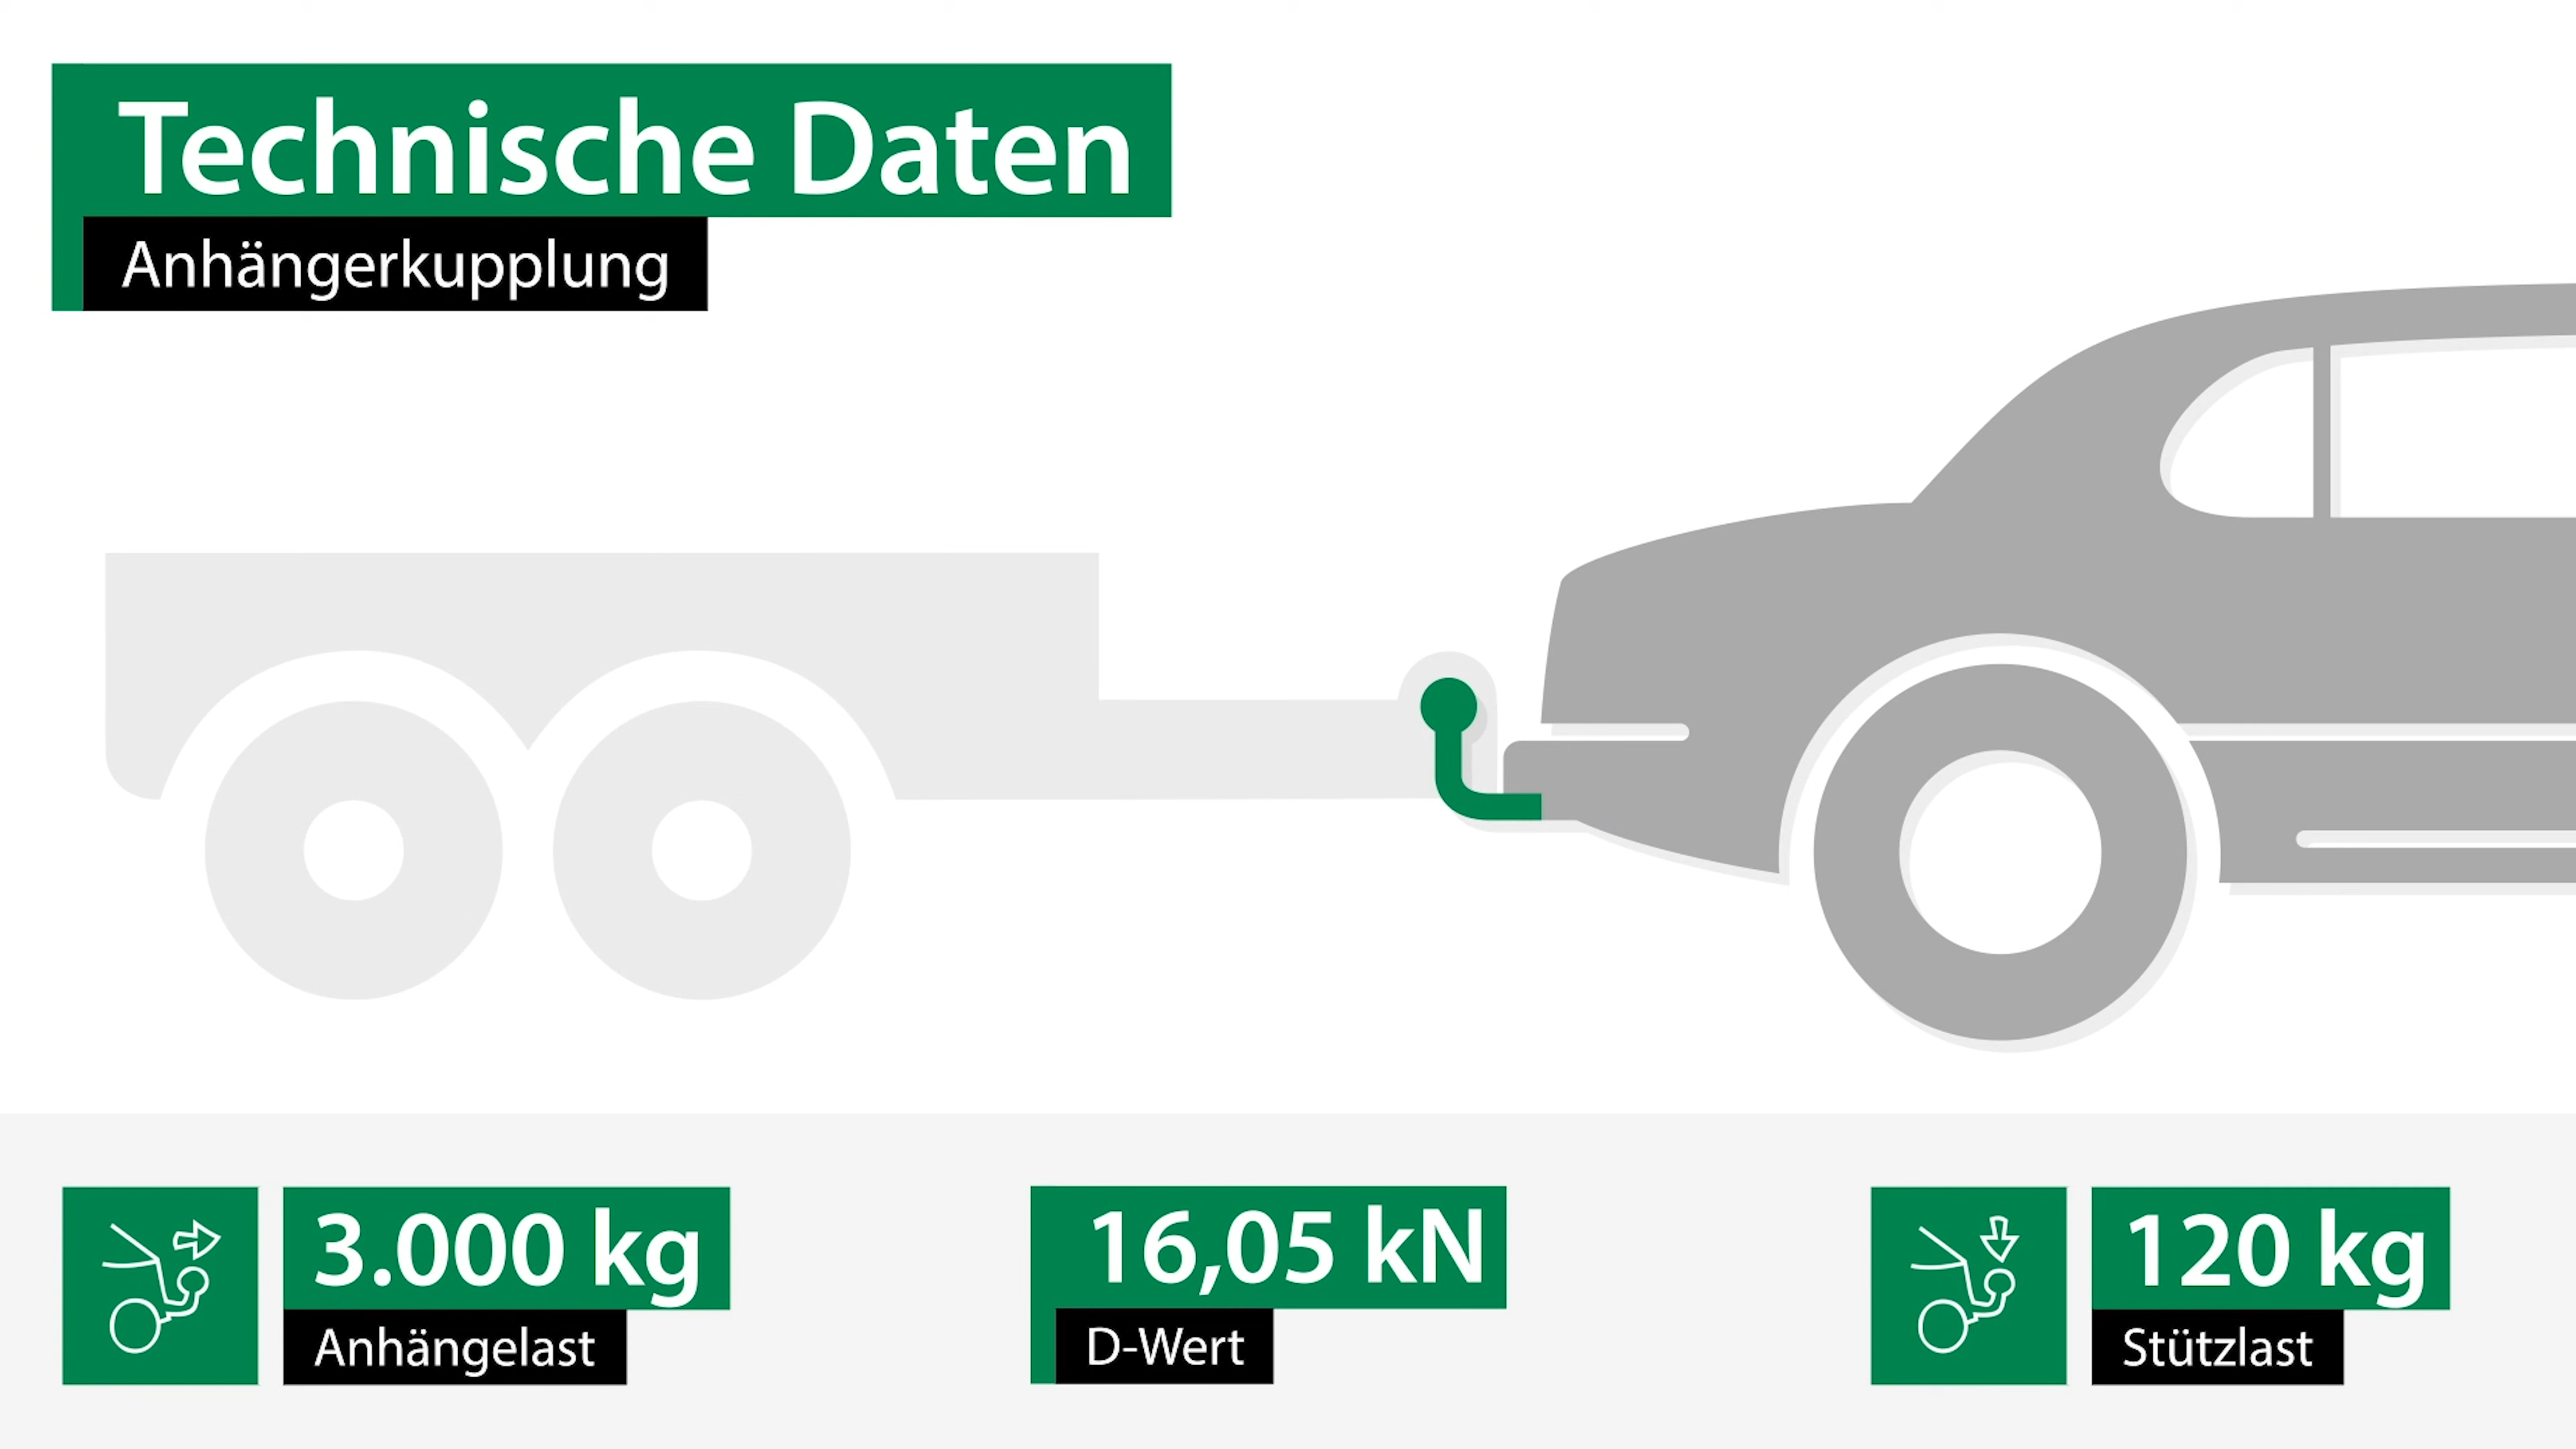 Technische Daten
Anhängerkupplung
3.000 kg
Anhängelast
16,05 kN
D-Wert
120 kg
Stützlast